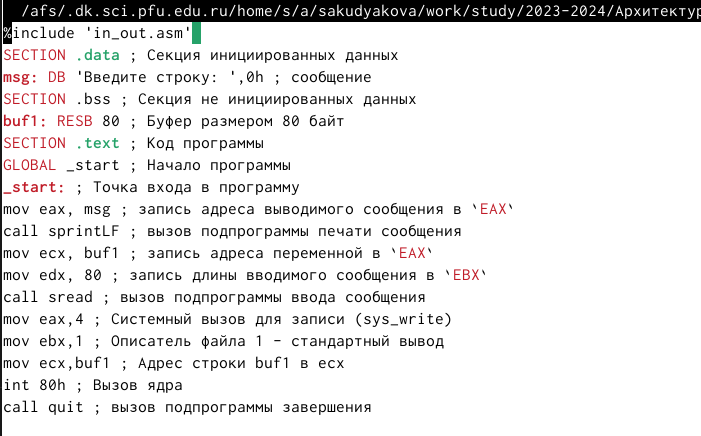 /afs/.dk.sci.pfu.edu.ru/home/s/a/sakudyakova/work/study/2023-2024/Архитектур
%include 'in_out.asm'
SECTION .data ; Секция инициированных данных
msg: DB 'Введите строку: ',0h ; сообщение
SECTION .bss ; Секция не инициированных данных
buf1: RESB 80 ; Буфер размером 80 байт
SECTION .text ; Код программы
GLOBAL _start ; Начало программы
_start: ; Точка входа в программу
mov eax, msg ; запись адреса выводимого сообщения в `EAX`
call sprintLF ; вызов подпрограммы печати сообщения
mov ecx, buf1 ; запись адреса переменной в `EAX`
mov edx, 80 ; запись длины вводимого сообщения в `EBX`
call sread ; вызов подпрограммы ввода сообщения
mov eax,4 ; Системный вызов для записи (sys_write)
mov ebx,1 ; Описатель файла 1 – стандартный вывод
mov ecx,buf1 ; Адрес строки buf1 в ecx
int 80h ; Вызов ядра
call quit ; вызов подпрограммы завершения